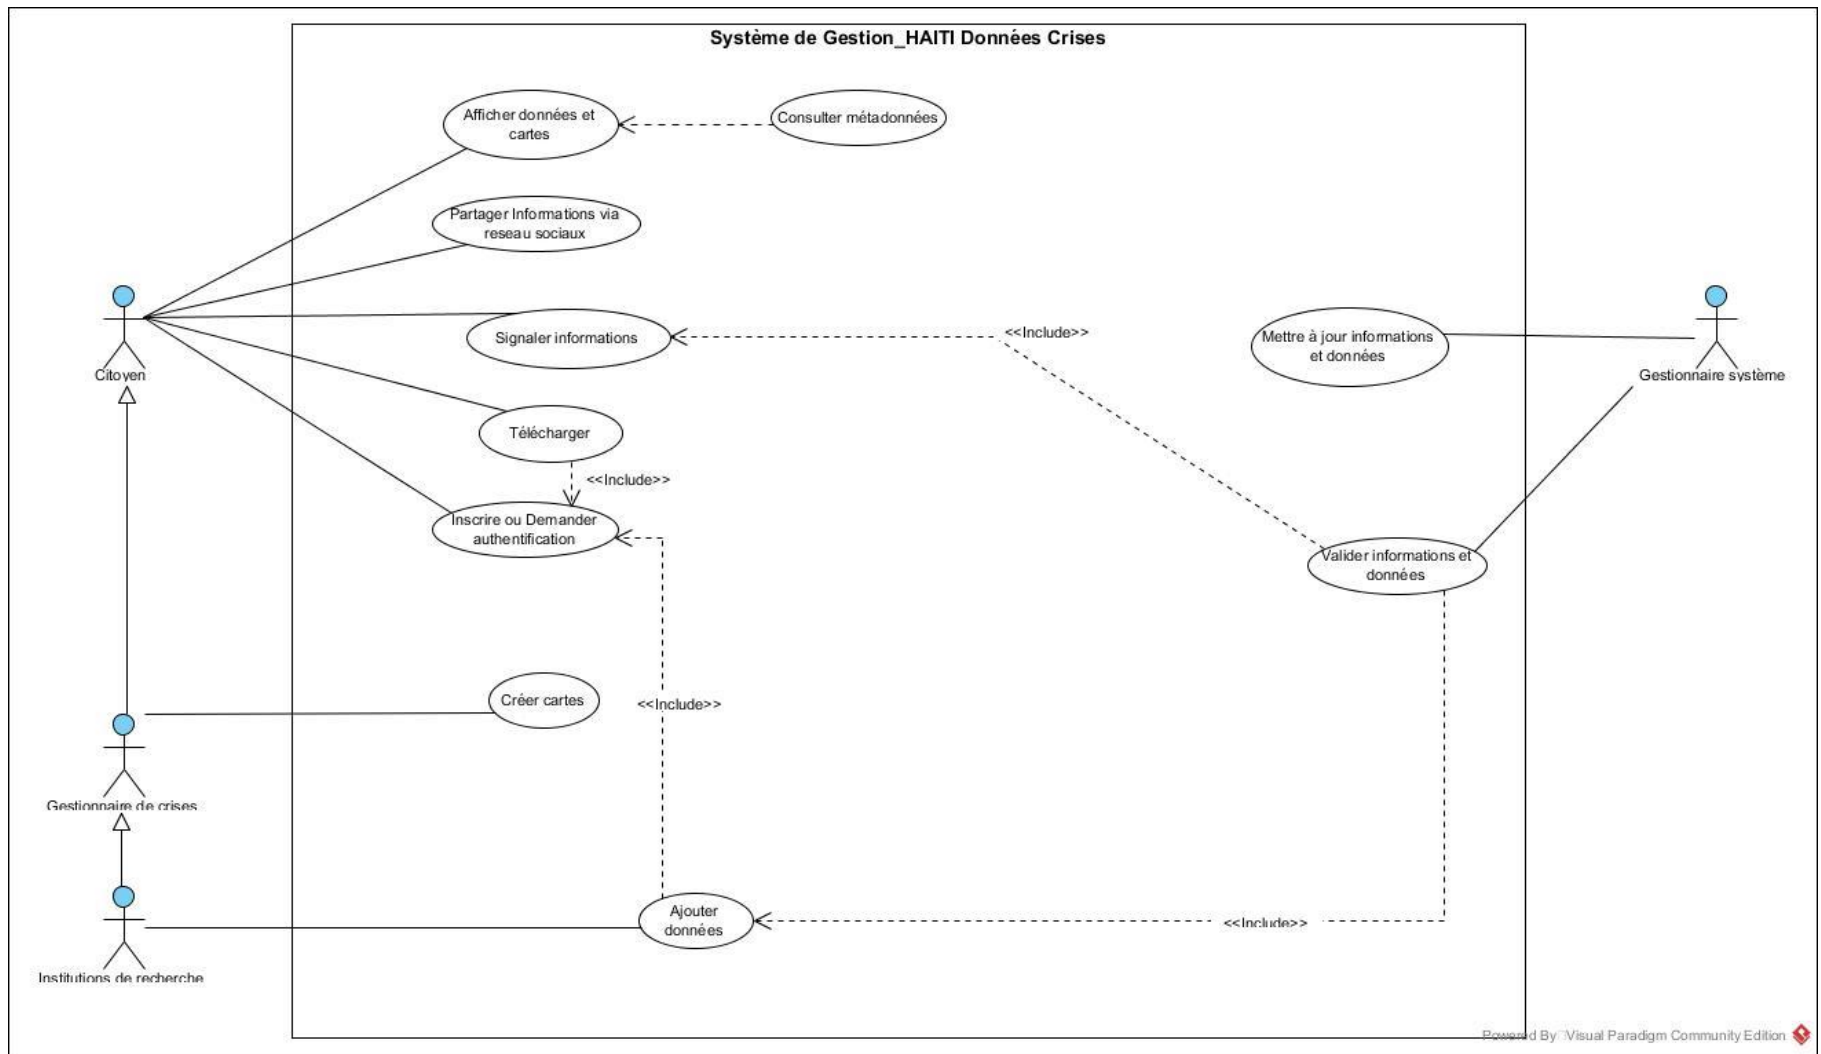 Système de Gestion_HAITI Données Crises
Afficher données et
cartes
Consulter métadonnées
Partager Informations via
reseau sociaux
Signaler informations
<<Include>>
Mettre à jour informations
et données
Citoyen
Gestionnaire système
Télécharger
<<Include>>
Inscrire ou Demander
authentification
Valider informations et
données
Créer cartes
<<Include>>
Gestionnaire de crises
Ajouter
données
<<Include>>
Institutions de recherche
Powered By Visual Paradigm Community Edition